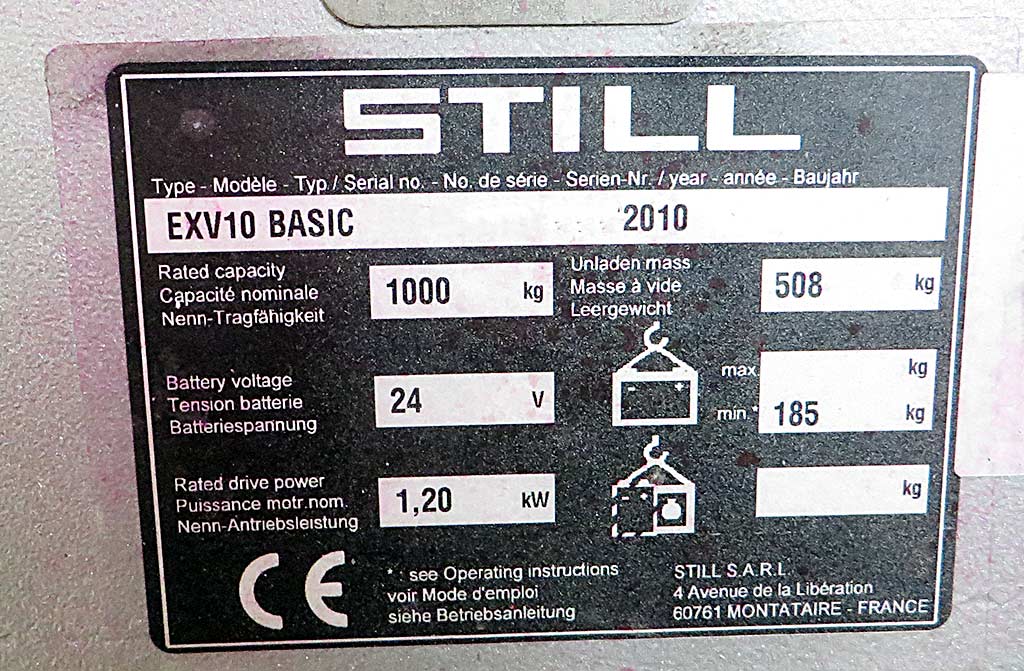 STILL
Type - Modèle - Typ / Serial no. - No. de série - Serien-Nr. / year - année - Baujahr
EXV10 BASIC 2010
Rated capacity
Capacité nominale
Nenn-Tragfähigkeit
1000 kg
Unladen mass
Masse à vide
Leergewicht
508 kg
Battery voltage
Tension batterie
Batteriespannung
24 V
max kg
min * 185 kg
Rated drive power
Puissance motr.nom.
Nenn-Antriebsleistung
1,20 kW
kg
CE
* : see Operating instructions
voir Mode d'emploi
siehe Betriebsanleitung
STILL S.A.R.L.
4 Avenue de la Libération
60761 MONTATAIRE - FRANCE